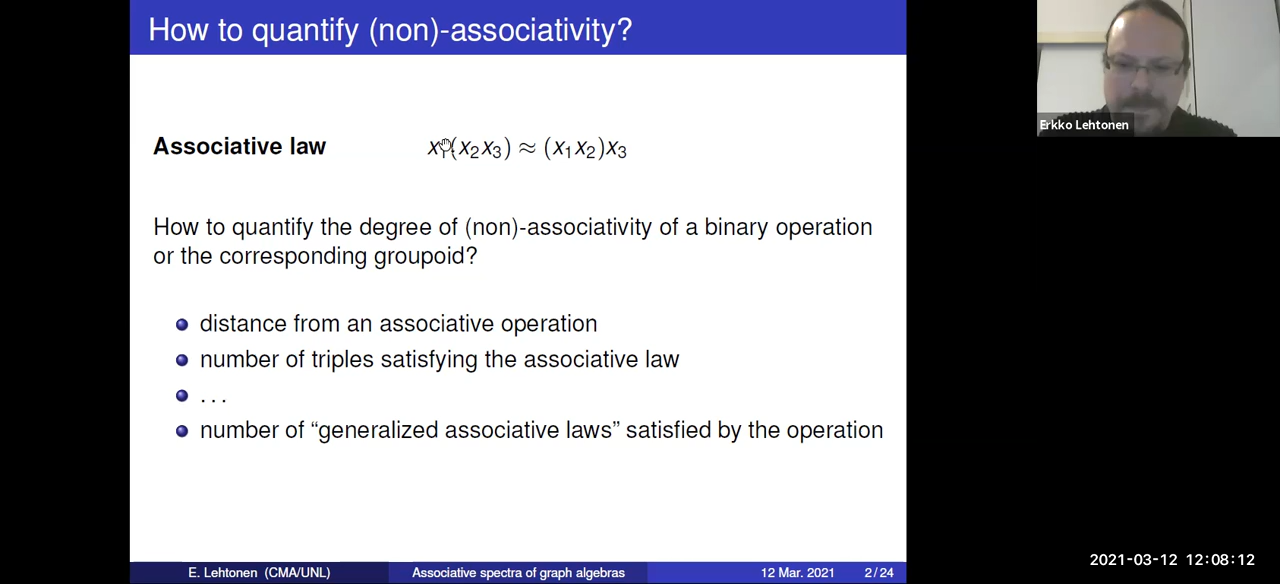 How to quantify (non)-associativity?
Erkko Lehtonen
Associative law x₁(x₂x₃) ≈ (x₁x₂)x₃
How to quantify the degree of (non)-associativity of a binary operation
or the corresponding groupoid?
distance from an associative operation
number of triples satisfying the associative law
...
number of “generalized associative laws” satisfied by the operation
E. Lehtonen (CMA/UNL) Associative spectra of graph algebras 12 Mar. 2021 2 / 24
2021-03-12 12:08:12